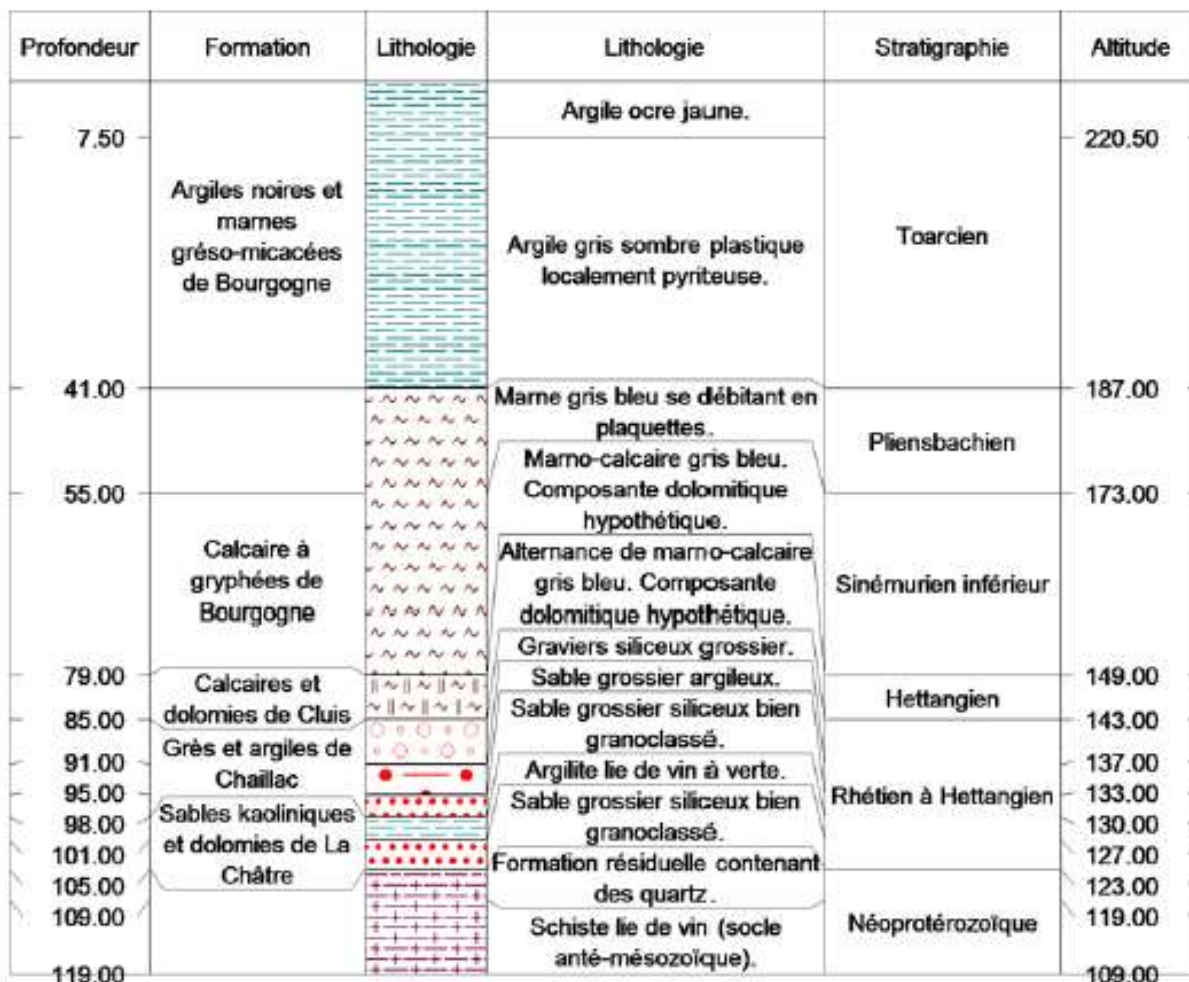 Profondeur Formation Lithologie Lithologie Stratigraphie Altitude
Argile ocre jaune.
7.50 220.50
Argiles noires et
marnes
gréso-micacées
de Bourgogne
Argile gris sombre plastique
localement pyriteuse.
Toarcien
41.00 187.00
Marne gris bleu se débitant en
plaquettes.
Pliensbachien
Marno-calcaire gris bleu.
Composante dolomitique
hypothétique.
55.00 173.00
Calcaire à
gryphées de
Bourgogne
Alternance de marno-calcaire
gris bleu. Composante
dolomitique hypothétique.
Sinémurien inférieur
Graviers siliceux grossier.
79.00 149.00
Calcaires et
dolomies de Cluis
Sable grossier argileux.
Hettangien
85.00 143.00
Sable grossier siliceux bien
granoclassé.
Grès et argiles de
Chaillac
91.00 137.00
Argilite lie de vin à verte.
Rhétien à Hettangien
95.00 133.00
Sables kaoliniques
et dolomies de La
Châtre
Sable grossier siliceux bien
granoclassé.
98.00 130.00
101.00 127.00
Formation résiduelle contenant
des quartz.
105.00 123.00
109.00 119.00
Schiste lie de vin (socle
anté-mésozoïque).
Néoprotérozoïque
119.00 109.00